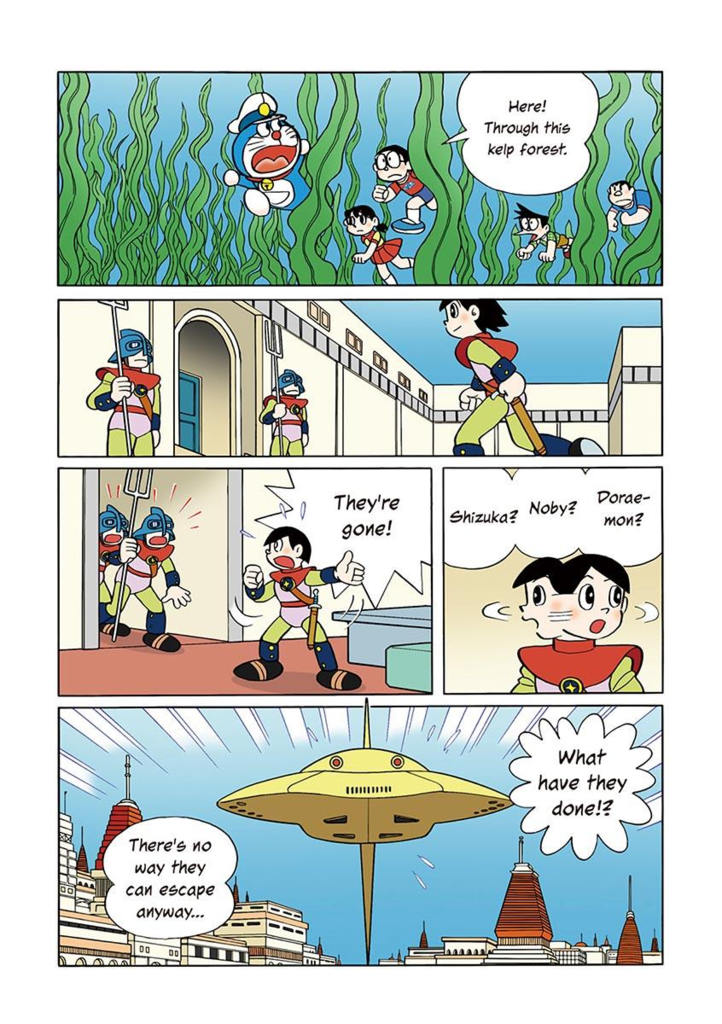 Here!
Through this
kelp forest.
They're
gone!
Shizuka?
Noby?
Dorae-
mon?
What
have they
done!?
There's no
way they
can escape
anyway...